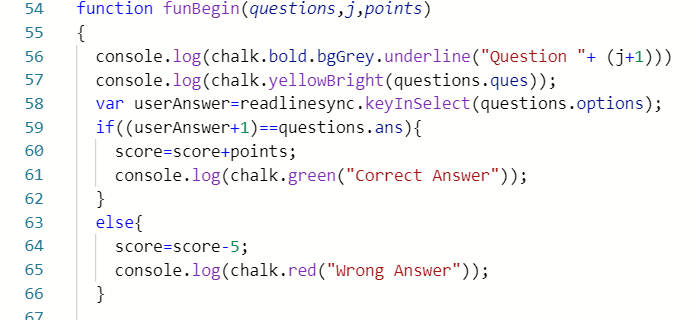 54 function funBegin(questions,j,points)
55 {
56 console.log(chalk.bold.bgGrey.underline("Question "+ (j+1)))
57 console.log(chalk.yellowBright(questions.ques));
58 var userAnswer=readlinesync.keyInSelect(questions.options);
59 if((userAnswer+1)==questions.ans){
60 score=score+points;
61 console.log(chalk.green("Correct Answer"));
62 }
63 else{
64 score=score-5;
65 console.log(chalk.red("Wrong Answer"));
66 }
67